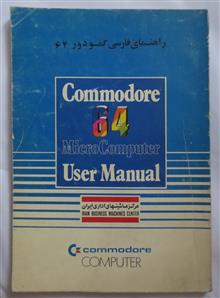 راهنمای فارسی کمودور ۶۴
Commodore
64
MicroComputer
User Manual
مرکز ماشینهای اداری ایران
IRAN BUSINESS MACHINES CENTER
commodore
COMPUTER